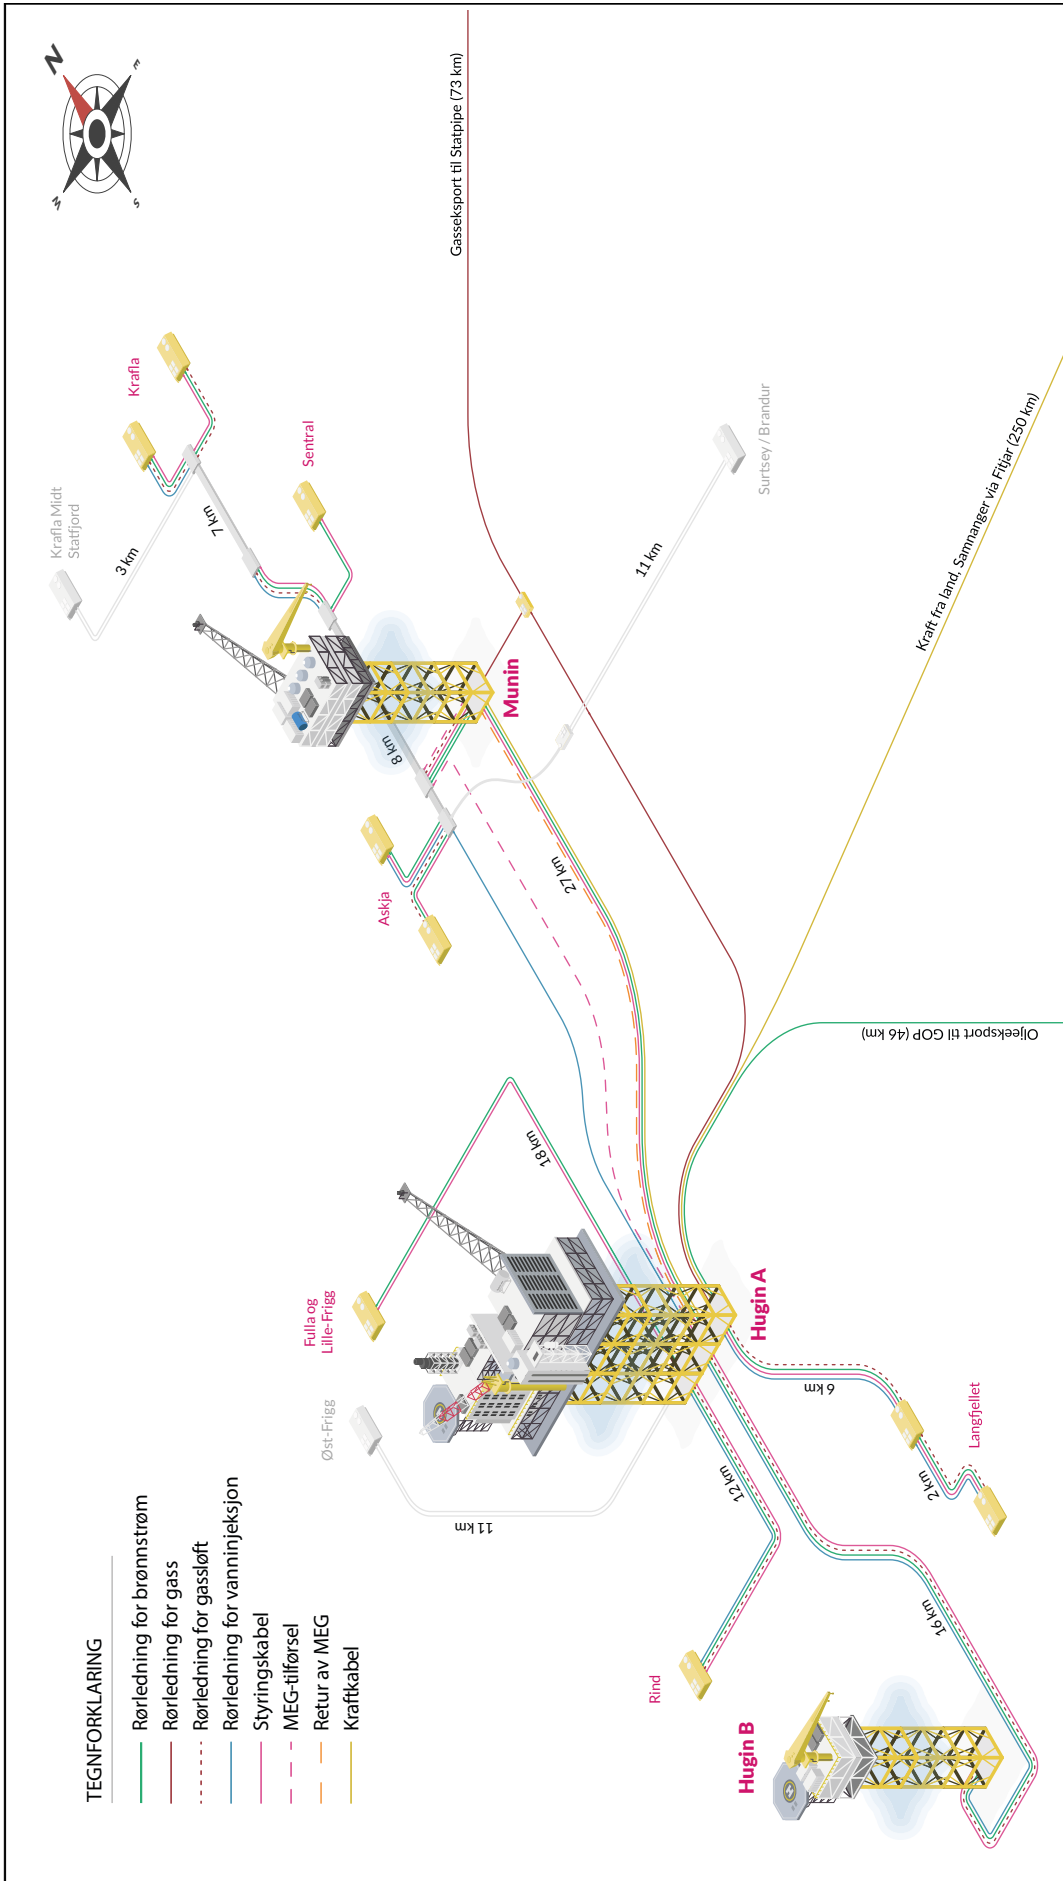 TEGNFORKLARING
Rørledning for brønnstrøm
Rørledning for gass
Rørledning for gassløft
Rørledning for vanninjeksjon
Styringskabel
MEG-tilførsel
Retur av MEG
Kraftkabel
Øst-Frigg
11 km
Fulla og
Lille-Frigg
18 km
Askja
8 km
Krafla Midt
Statfjord
3 km
Krafla
7 km
Sentral
N
E
S
W
Gasseksport til Statpipe (73 km)
Munin
27 km
11 km
Surtsey / Brandur
Kraft fra land, Samnanger via Fitjar (250 km)
Oljeeksport til GOP (46 km)
Hugin A
12 km
6 km
2 km
Langfjellet
16 km
Rind
Hugin B